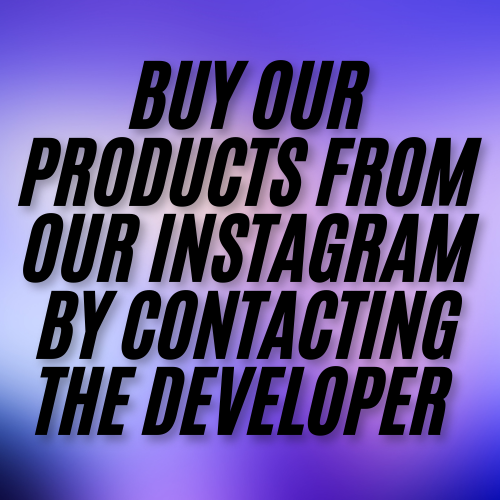 BUY OUR
PRODUCTS FROM
OUR INSTAGRAM
BY CONTACTING
THE DEVELOPER